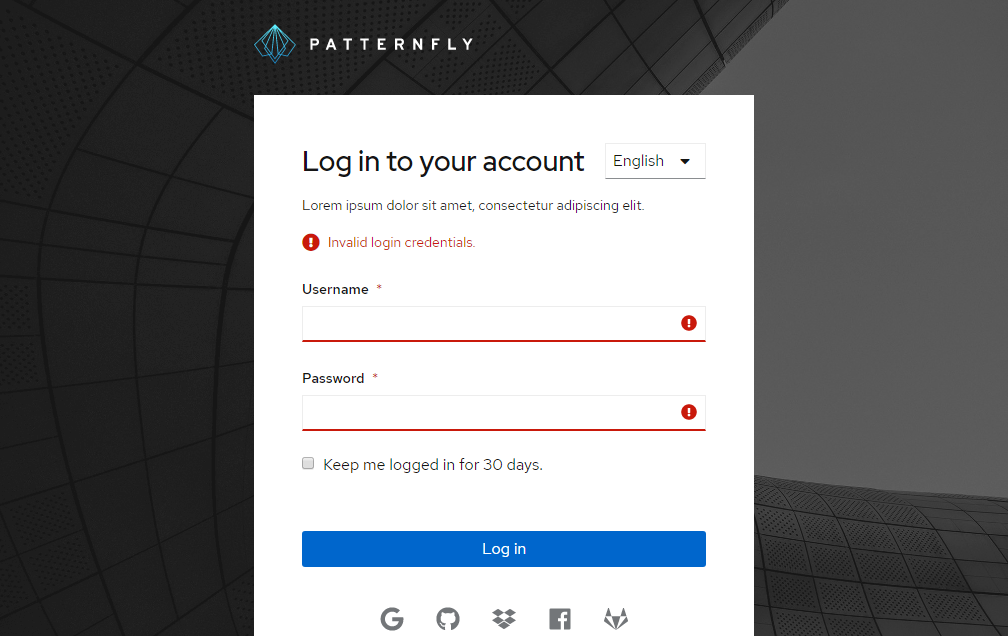 PATTERNFLY
Log in to your account
English
Lorem ipsum dolor sit amet, consectetur adipiscing elit.
Invalid login credentials.
Username *
Password *
Keep me logged in for 30 days.
Log in